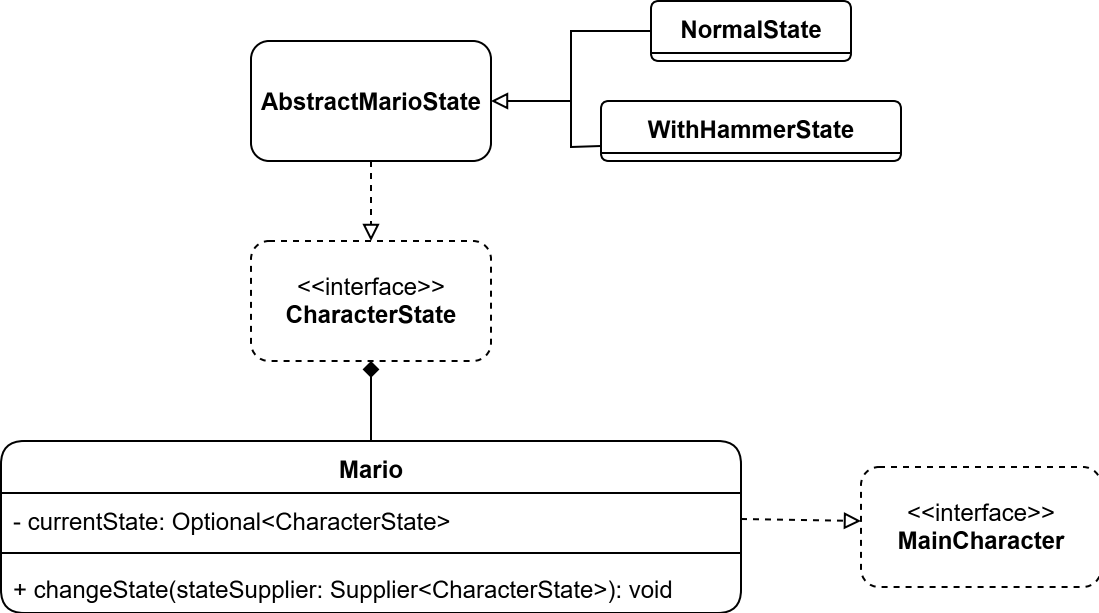 NormalState
AbstractMarioState
WithHammerState
<<interface>>
CharacterState
Mario
- currentState: Optional<CharacterState>
+ changeState(stateSupplier: Supplier<CharacterState>): void
<<interface>>
MainCharacter